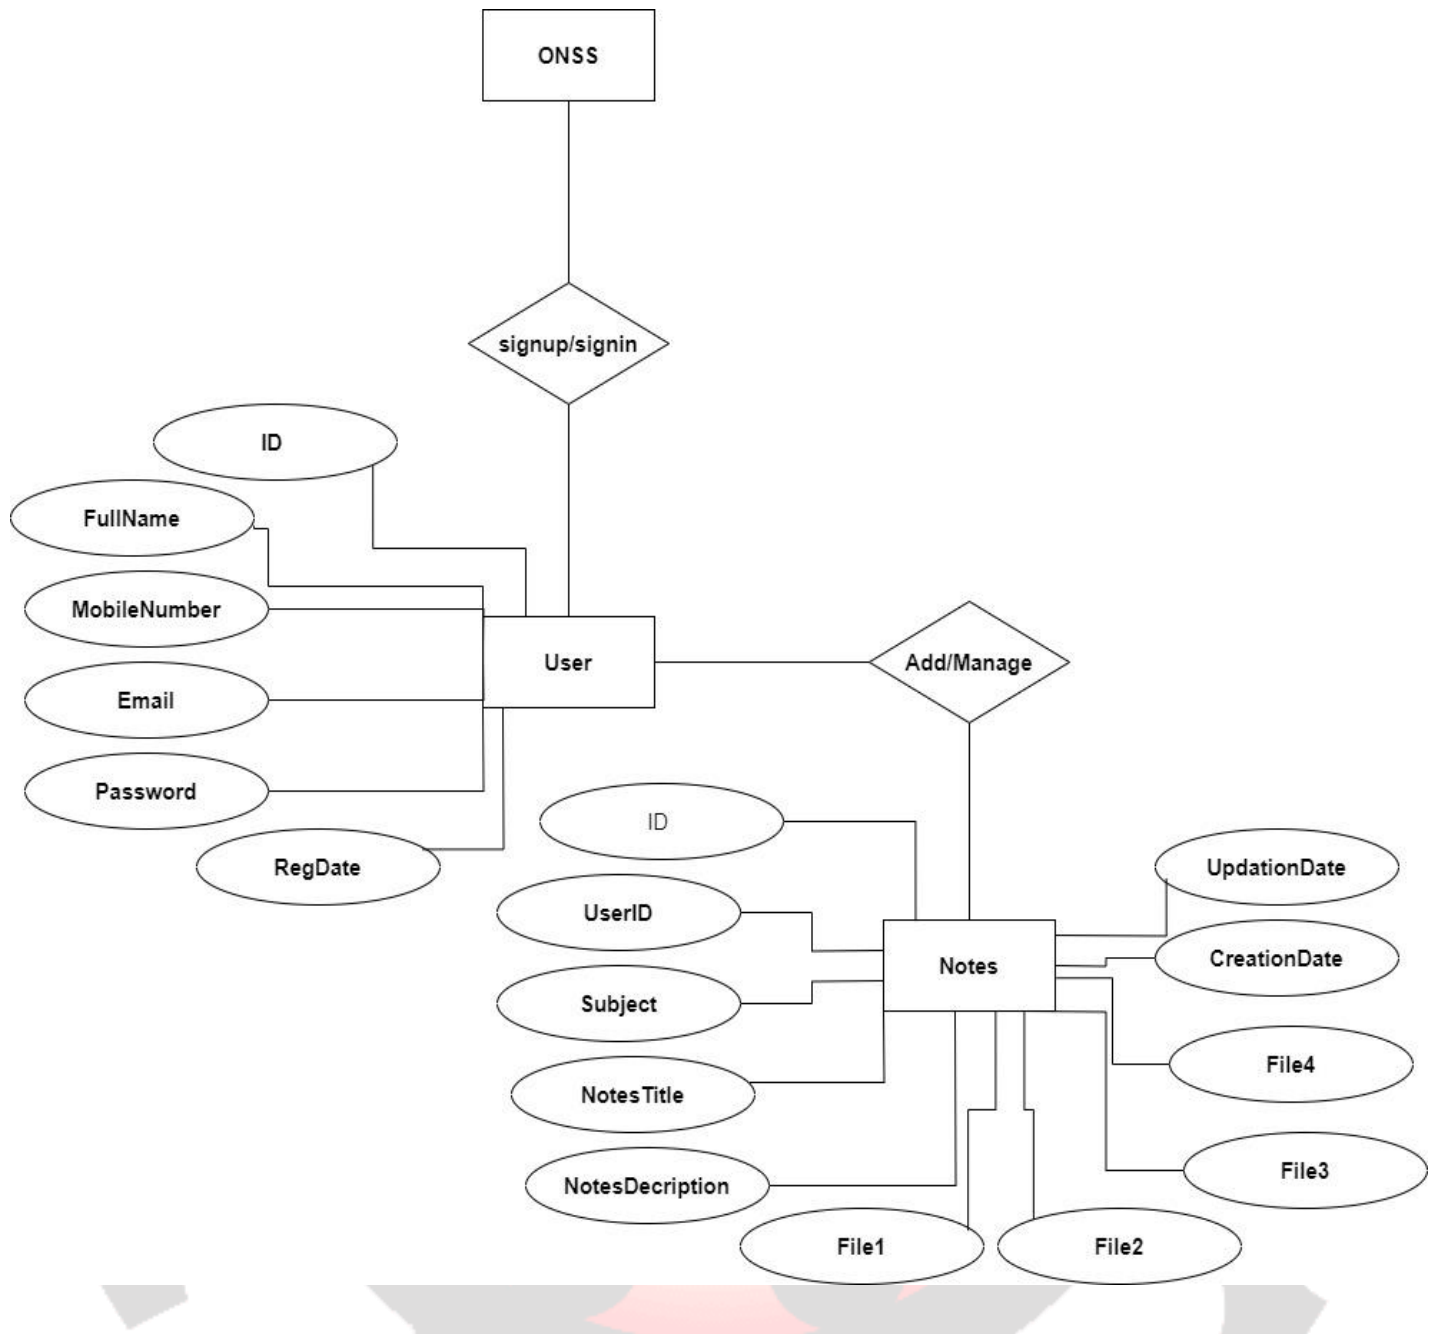 ONSS
signup/signin
ID
FullName
MobileNumber
Email
Password
RegDate
User
Add/Manage
ID
UserID
Subject
NotesTitle
NotesDecription
Notes
UpdationDate
CreationDate
File4
File3
File1
File2